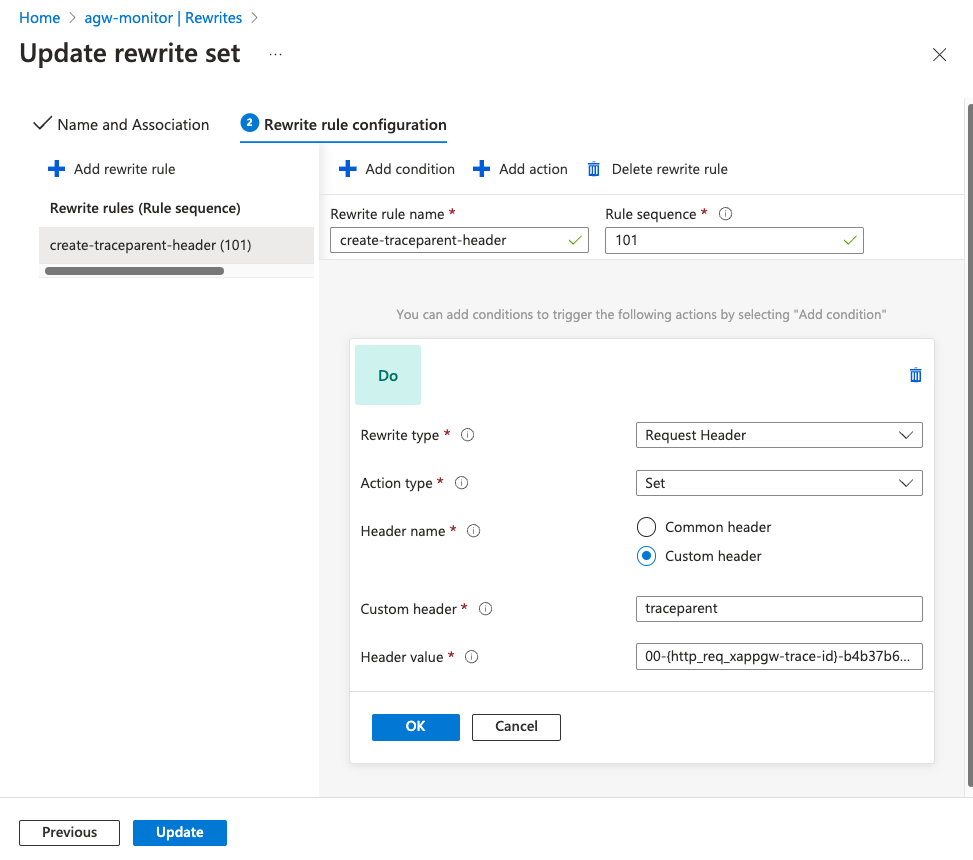 Home > agw-monitor | Rewrites >
Update rewrite set ...
Name and Association
2 Rewrite rule configuration
Add rewrite rule
Add condition Add action Delete rewrite rule
Rewrite rules (Rule sequence)
create-traceparent-header (101)
Rewrite rule name * Rule sequence *
create-traceparent-header 101
You can add conditions to trigger the following actions by selecting "Add condition"
Do
Rewrite type * Request Header
Action type * Set
Header name * Common header
Custom header
Custom header * traceparent
Header value * 00-{http_req_xappgw-trace-id}-b4b37b6...
OK Cancel
Previous Update